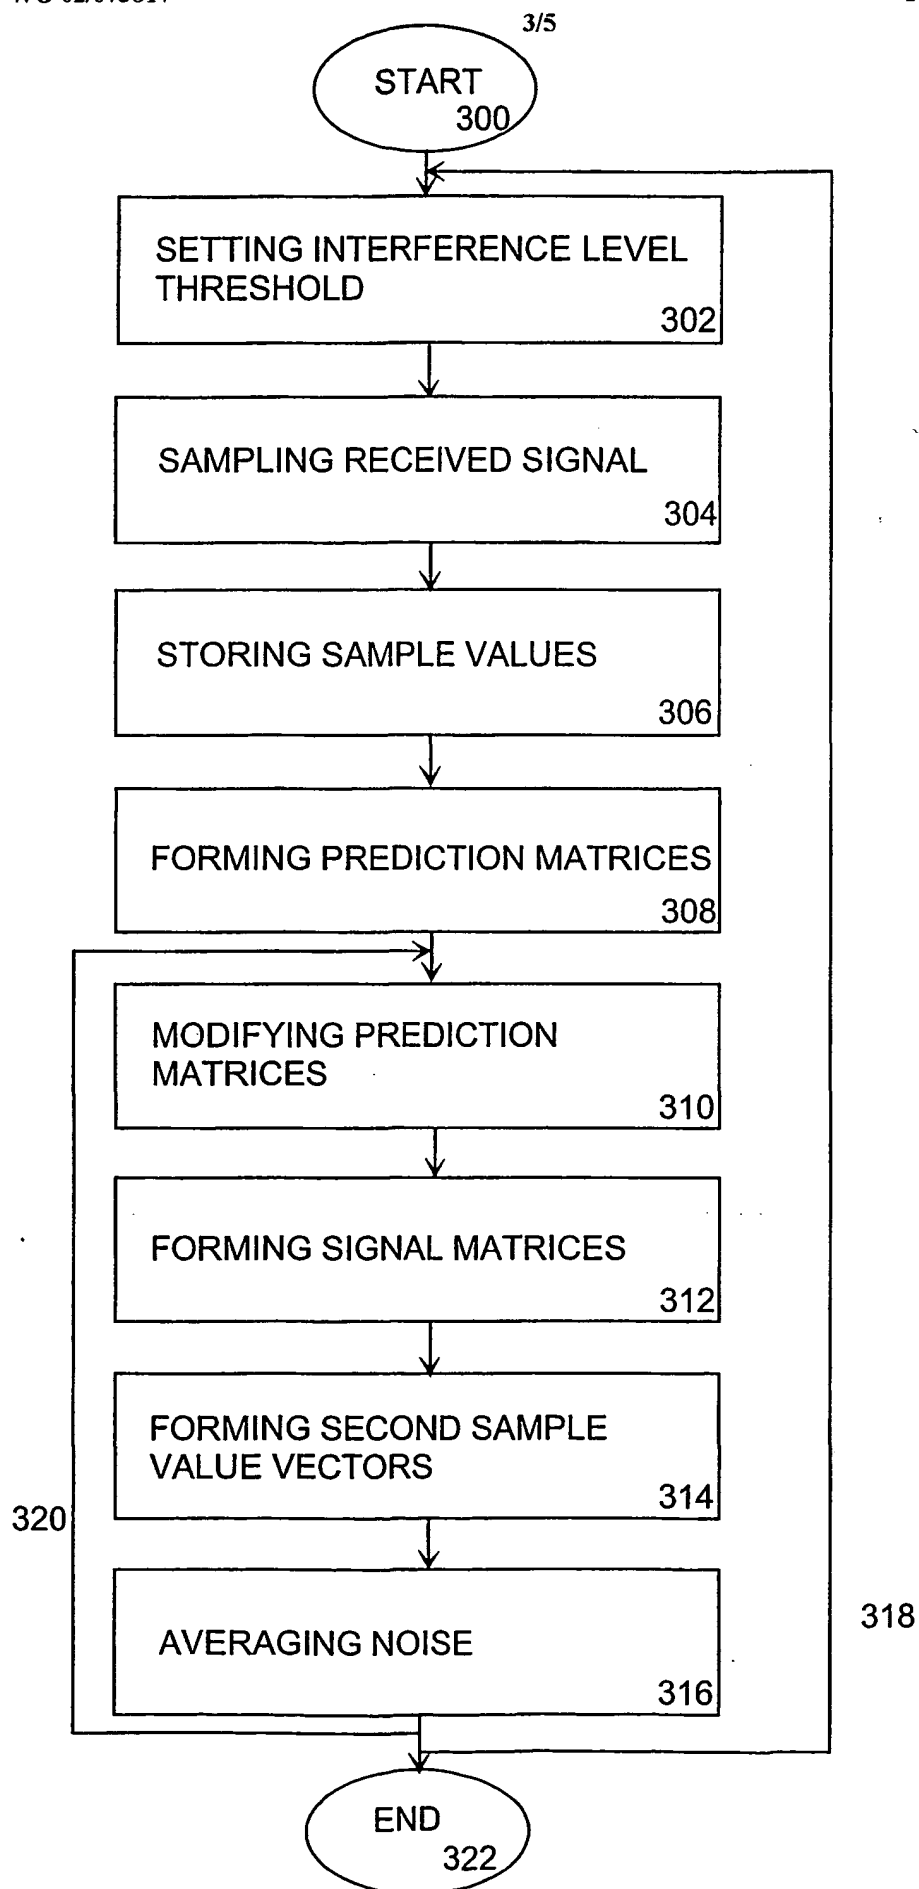 3/5
START
300
SETTING INTERFERENCE LEVEL
THRESHOLD
302
SAMPLING RECEIVED SIGNAL
304
STORING SAMPLE VALUES
306
FORMING PREDICTION MATRICES
308
MODIFYING PREDICTION
MATRICES
310
FORMING SIGNAL MATRICES
312
FORMING SECOND SAMPLE
VALUE VECTORS
314
320
AVERAGING NOISE
316
318
END
322